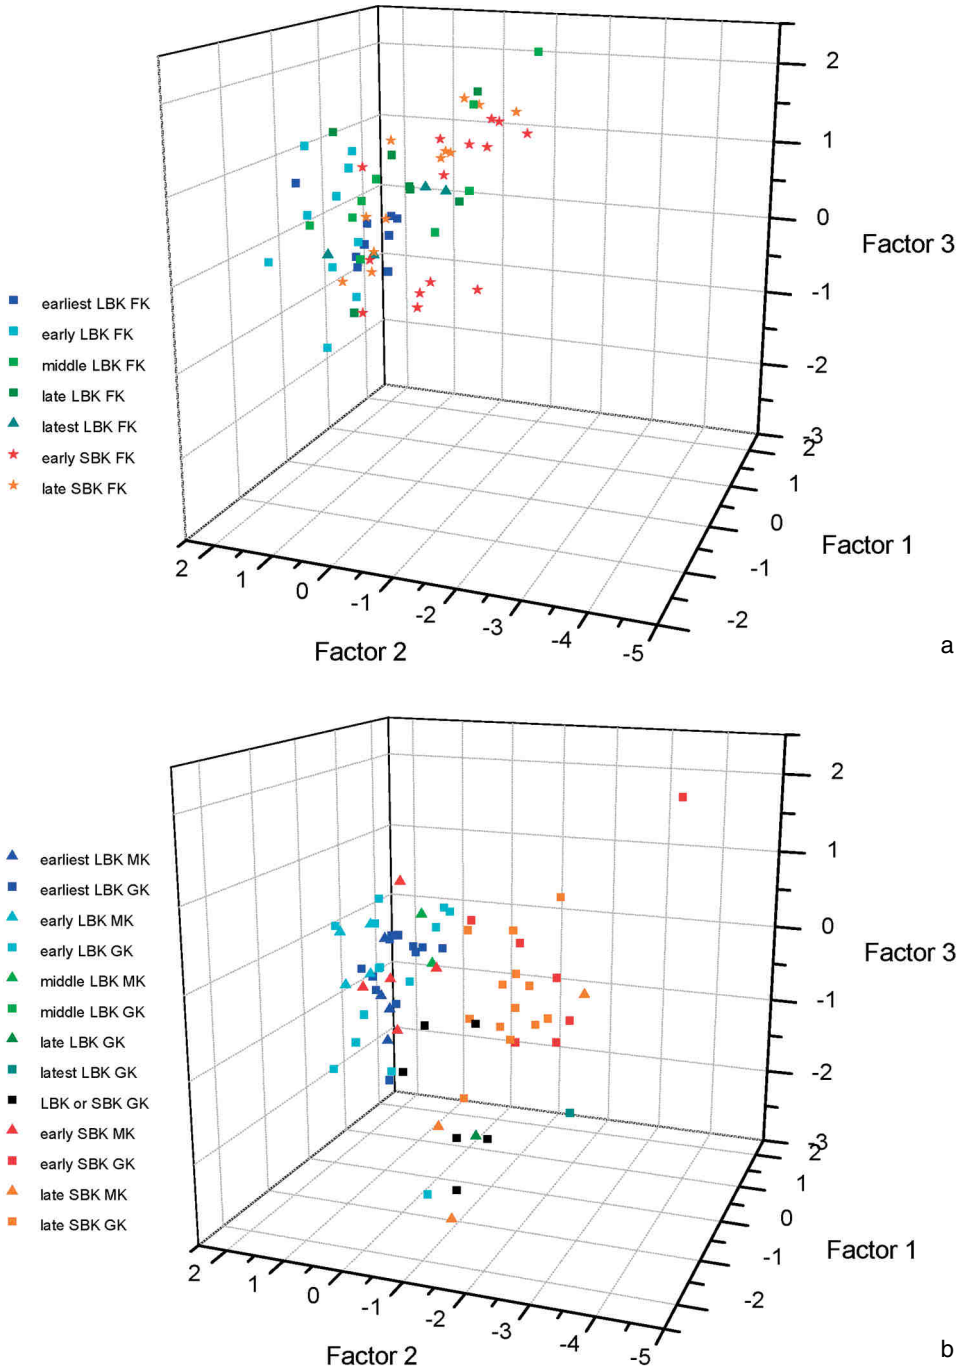 2
1
0
Factor 3
-1
earliest LBK FK
early LBK FK
middle LBK FK
-2
late LBK FK
latest LBK FK
-3
2
early SBK FK
1
late SBK FK
0
Factor 1
-1
2
1
0
-1
-2
-2
-3
-4
-5
Factor 2
a
2
1
earliest LBK MK
earliest LBK GK
0
early LBK MK
early LBK GK
Factor 3
middle LBK MK
-1
middle LBK GK
late LBK GK
latest LBK GK
-2
LBK or SBK GK
early SBK MK
-3
2
early SBK GK
1
late SBK MK
0
late SBK GK
Factor 1
-1
2
1
0
-1
-2
-2
-3
-4
-5
Factor 2
b